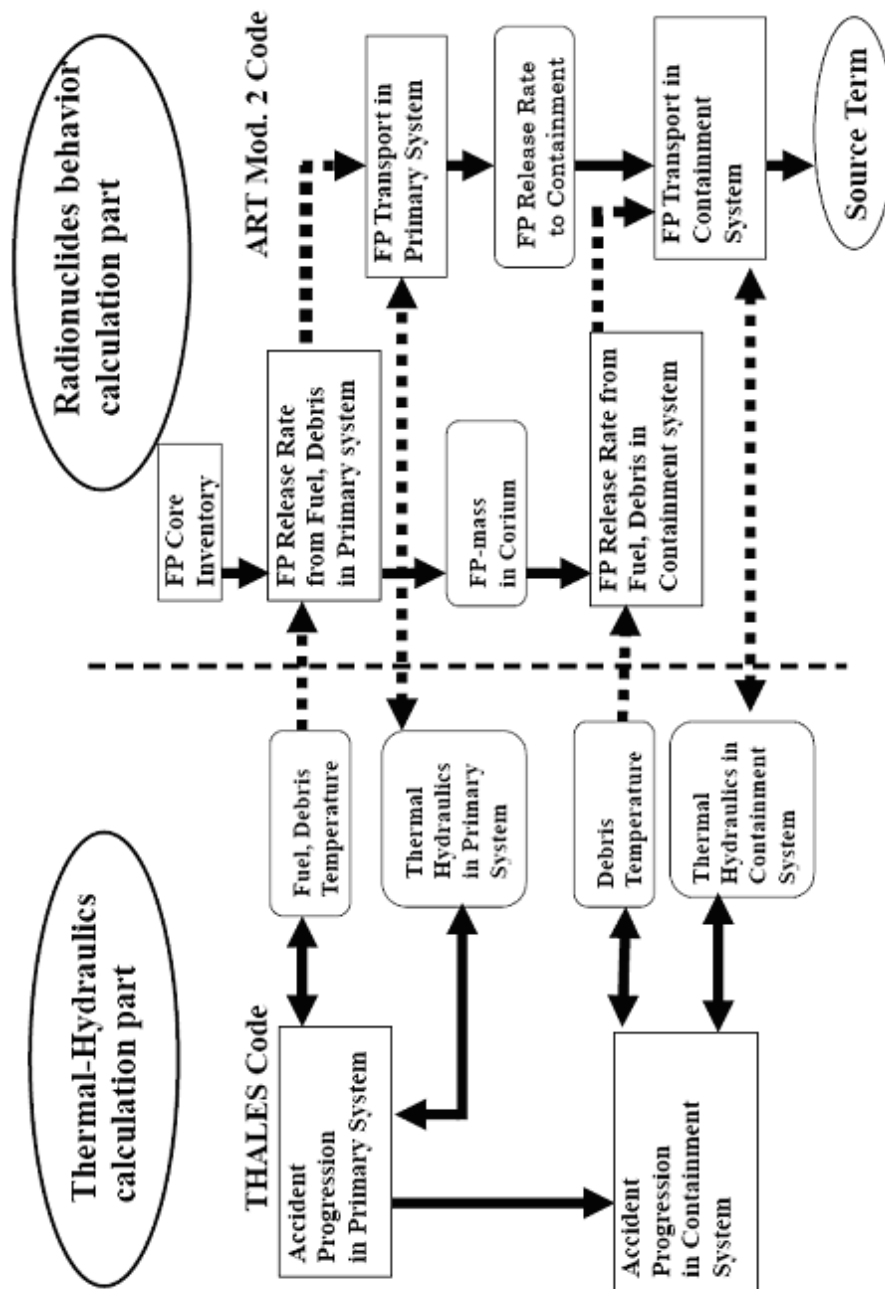 Thermal-Hydraulics
calculation part
Radionuclides behavior
calculation part
THALES Code
ART Mod. 2 Code
FP Core
Inventory
Accident
Progression
in Primary System
Fuel, Debris
Temperature
FP Release Rate
from Fuel, Debris
in Primary system
FP Transport in
Primary System
Thermal
Hydraulics
in Primary
System
FP-mass
in Corium
FP Release Rate
to Containment
Accident
Progression
in Containment
System
Debris
Temperature
FP Release Rate from
Fuel, Debris in
Containment system
FP Transport in
Containment
System
Thermal
Hydraulics in
Containment
System
Source Term